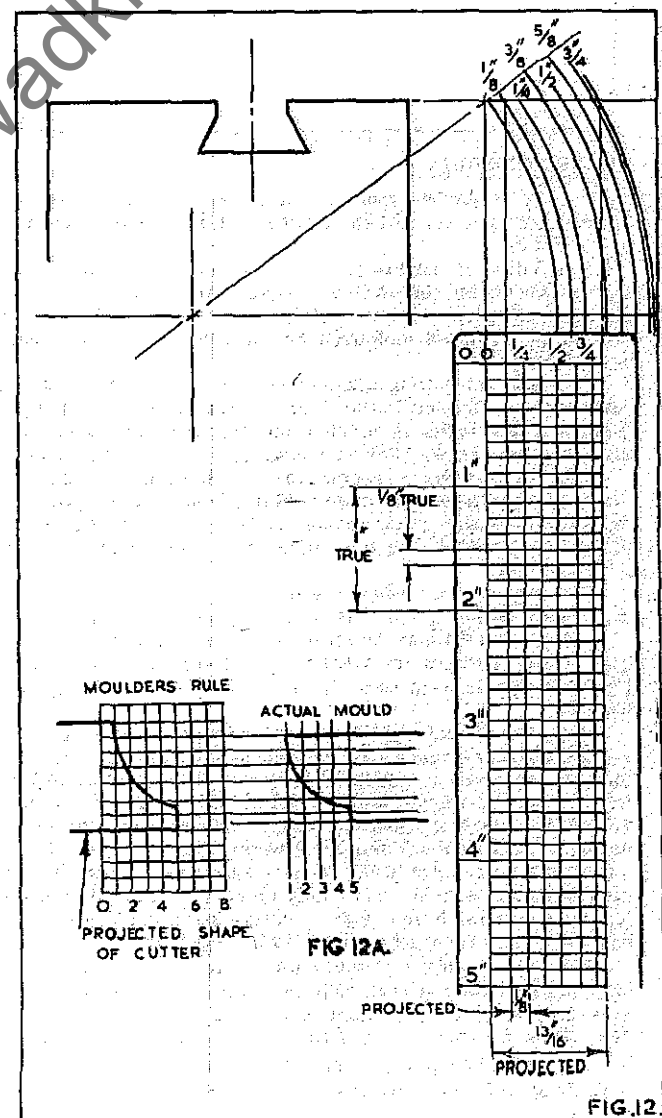 vadk
1/8" 3/8" 5/8"
1/4" 1/2" 3/4"
0 0 1/4 1/2 3/4
1"
1/8" TRUE
1" TRUE
2"
3"
4"
5"
MOULDERS RULE
ACTUAL MOULD
0 2 4 6 8
1 2 3 4 5
PROJECTED SHAPE
OF CUTTER
FIG 12A.
PROJECTED 1/8"
13/16"
PROJECTED
FIG.12.